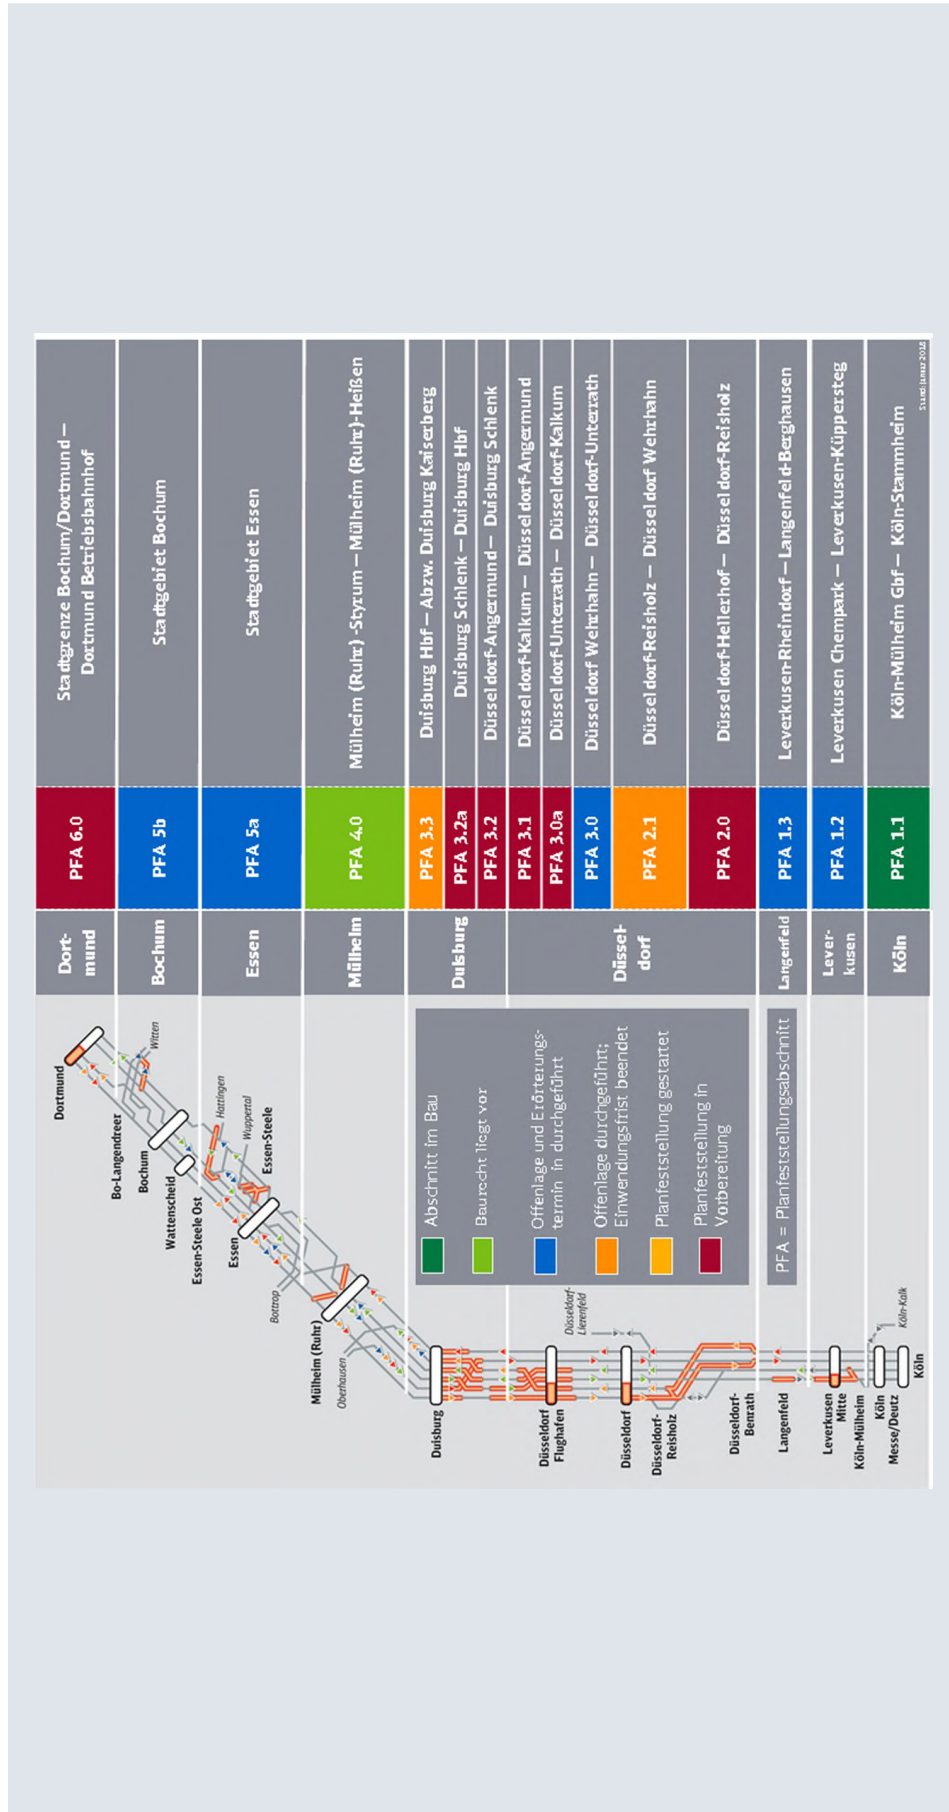 Dortmund
Witten
Bo-Langendreer
Bochum
Wattenscheid
Hattingen
Wuppertal
Essen-Steele
Essen-Steele Ost
Essen
Bottrop
Mülheim (Ruhr)
Oberhausen
Duisburg
Düsseldorf
Flughafen
Düsseldorf-
Lierenfeld
Düsseldorf
Düsseldorf-
Reisholz
Düsseldorf-
Benrath
Langenfeld
Leverkusen
Mitte
Köln-Mülheim
Köln-Kalk
Köln
Messe/Deutz
Köln
Abschnitt im Bau
Baurecht liegt vor
Offenlage und Erörterungs-
termin in durchgeführt
Offenlage durchgeführt;
Einwendungsfrist beendet
Planfeststellung gestartet
Planfeststellung in
Vorbereitung
PFA = Planfeststellungsabschnitt
Dort-
mund
PFA 6.0
Stadtgrenze Bochum/Dortmund —
Dortmund Betriebsbahnhof
Bochum
PFA 5b
Stadtgebiet Bochum
Essen
PFA 5a
Stadtgebiet Essen
Mülheim
PFA 4.0
Mülheim (Ruhr) -Styrum — Mülheim (Ruhr)-Heißen
Duisburg
PFA 3.3
Duisburg Hbf — Abzw. Duisburg Kaiserberg
PFA 3.2a
Duisburg Schlenk — Duisburg Hbf
PFA 3.2
Düsseldorf-Angermund — Duisburg Schlenk
Düssel-
dorf
PFA 3.1
Düsseldorf-Kalkum — Düsseldorf-Angermund
PFA 3.0a
Düsseldorf-Unterrath — Düsseldorf-Kalkum
PFA 3.0
Düsseldorf Wehrhahn — Düsseldorf-Unterrath
PFA 2.1
Düsseldorf-Reisholz — Düsseldorf Wehrhahn
PFA 2.0
Düsseldorf-Hellerhof — Düsseldorf-Reisholz
Langenfeld
PFA 1.3
Leverkusen-Rheindorf — Langenfeld-Berghausen
Lever-
kusen
PFA 1.2
Leverkusen Chempark — Leverkusen-Küppersteg
Köln
PFA 1.1
Köln-Mülheim Gbf — Köln-Stammheim
Stand: Januar 2018